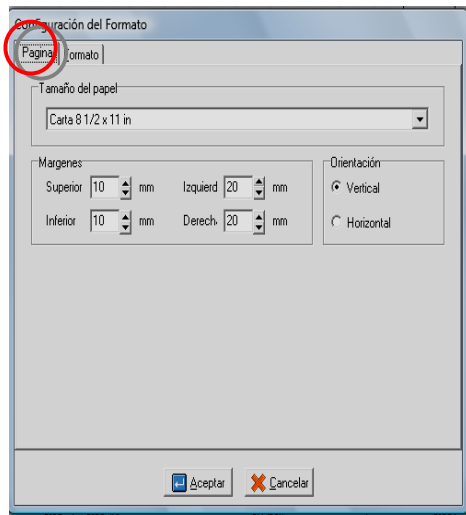 Configuración del Formato
Pagina Formato
Tamaño del papel
Carta 8 1/2 x 11 in
Margenes
Superior 10 mm Izquierd 20 mm
Inferior 10 mm Derech 20 mm
Orientación
Vertical
Horizontal
Aceptar Cancelar